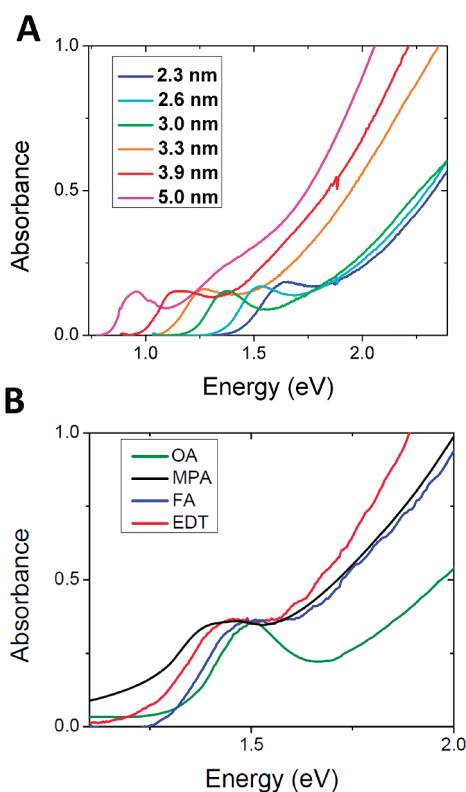 A
1.0
2.3 nm
2.6 nm
3.0 nm
3.3 nm
3.9 nm
5.0 nm
0.5
0.0
Absorbance
1.0 1.5 2.0
Energy (eV)
B
1.0
OA
MPA
FA
EDT
0.5
0.0
Absorbance
1.5 2.0
Energy (eV)